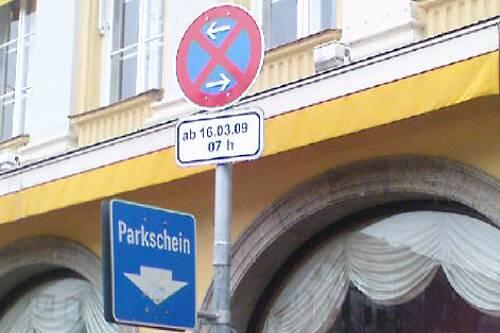 ab 16.03.09
07 h
Parkschein